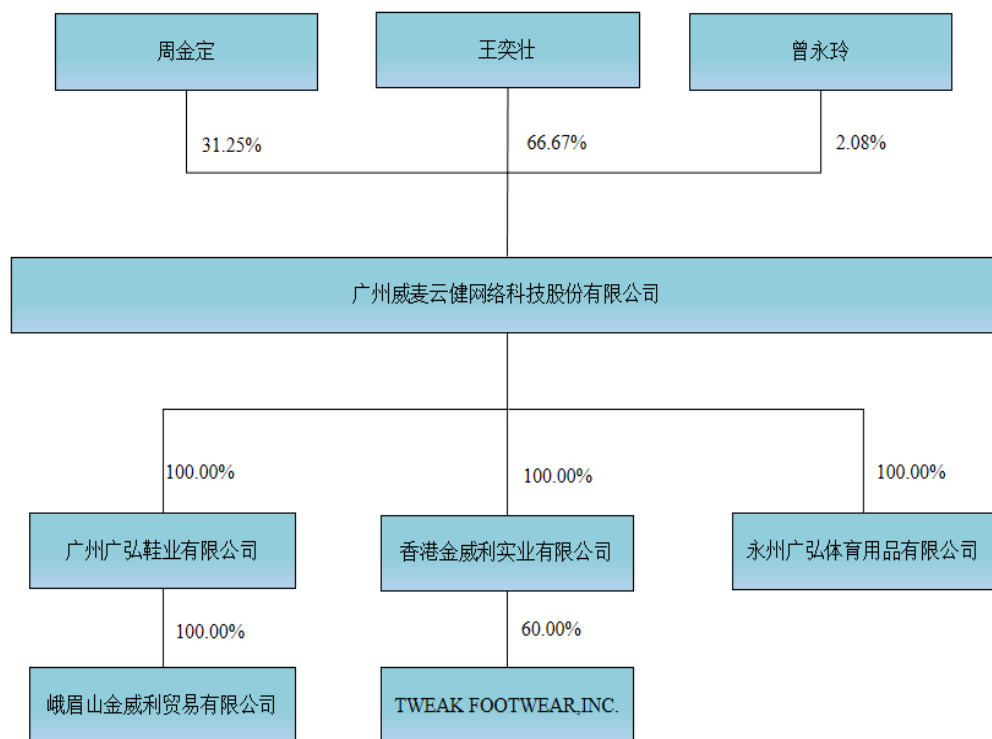 周金定
王奕壮
曾永玲
31.25%
66.67%
2.08%
广州威麦云健网络科技股份有限公司
100.00%
100.00%
100.00%
广州广弘鞋业有限公司
香港金威利实业有限公司
永州广弘体育用品有限公司
100.00%
60.00%
峨眉山金威利贸易有限公司
TWEAK FOOTWEAR,INC.